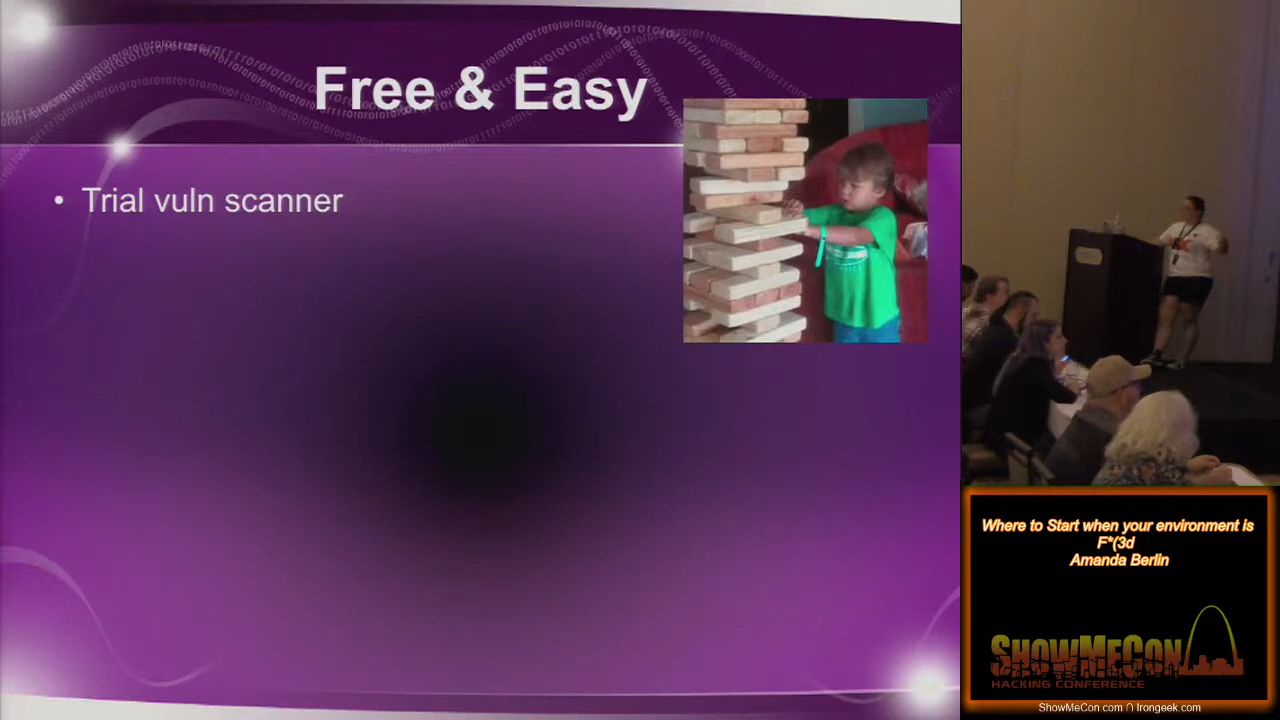 Free & Easy
• Trial vuln scanner
Where to Start when your environment is
F*(3d
Amanda Berlin
SHOWMECON
HACKING CONFERENCE
ShowMeCon.com ∩ Irongeek.com